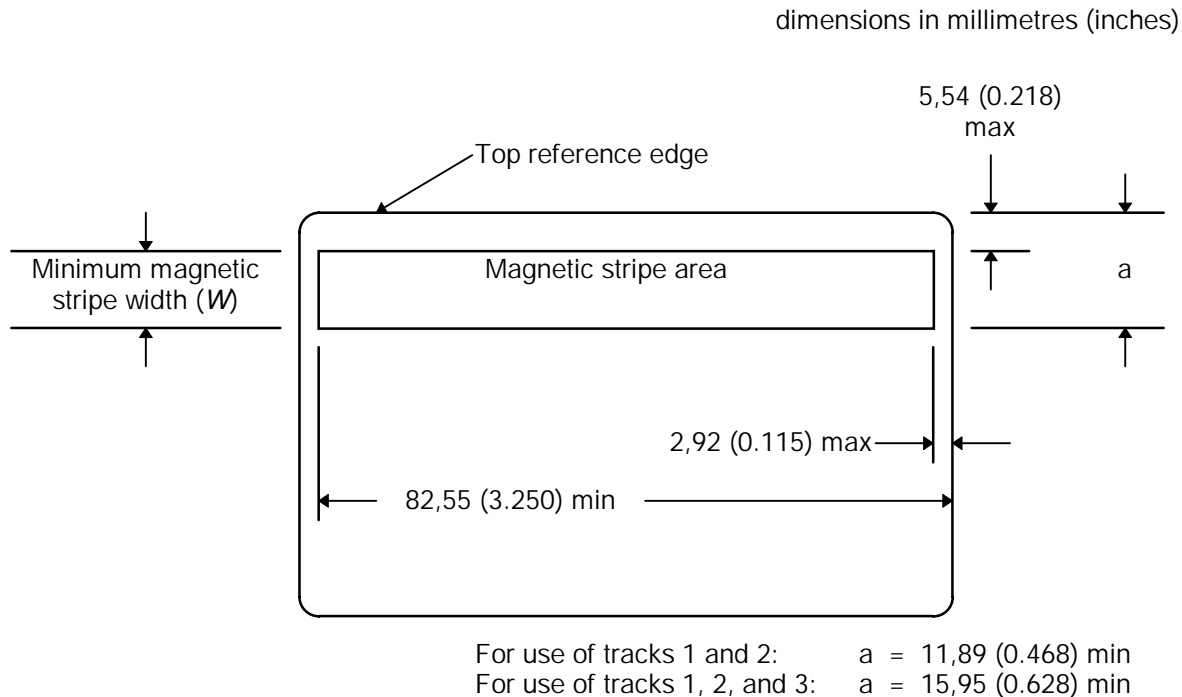 dimensions in millimetres (inches)
5,54 (0.218)
max
Top reference edge
Minimum magnetic
stripe width (W)
Magnetic stripe area
a
2,92 (0.115) max
82,55 (3.250) min
For use of tracks 1 and 2: a = 11,89 (0.468) min
For use of tracks 1, 2, and 3: a = 15,95 (0.628) min